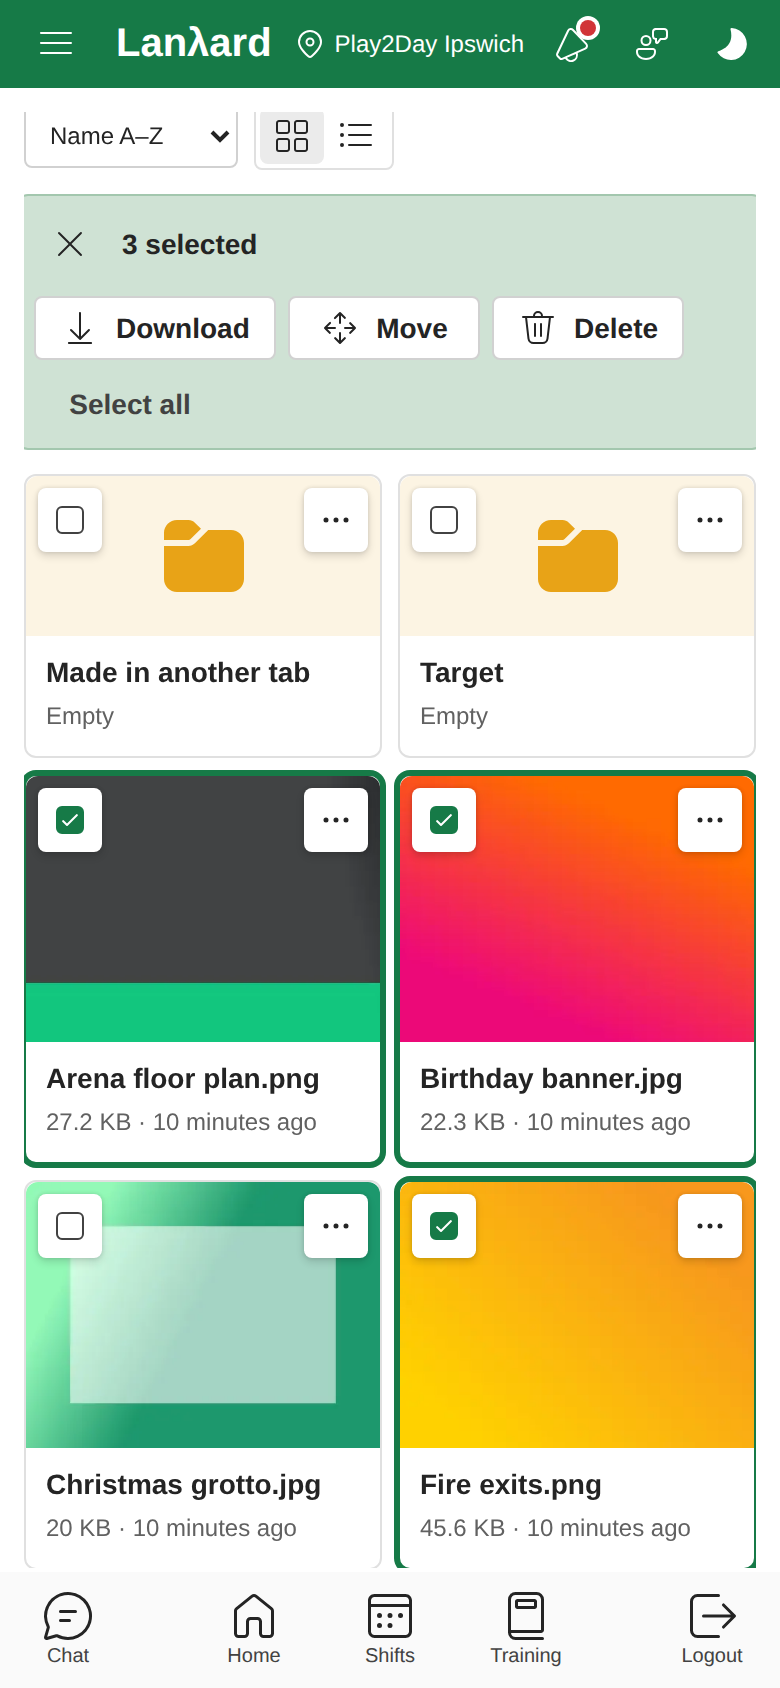 Lanλard
Play2Day Ipswich
Name A–Z
3 selected
Download
Move
Delete
Select all
Made in another tab
Empty
Target
Empty
Arena floor plan.png
27.2 KB · 10 minutes ago
Birthday banner.jpg
22.3 KB · 10 minutes ago
Christmas grotto.jpg
20 KB · 10 minutes ago
Fire exits.png
45.6 KB · 10 minutes ago
Chat
Home
Shifts
Training
Logout